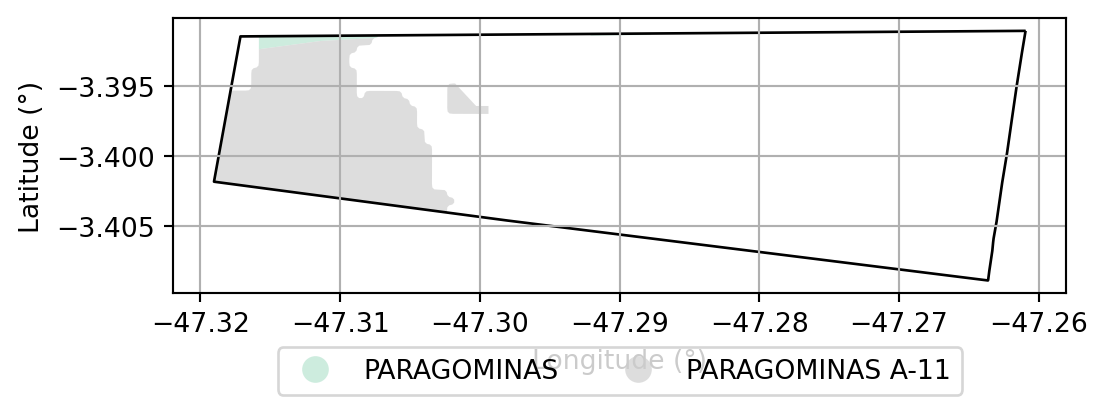 Latitude (°)
−3.395
−3.400
−3.405
−47.32 −47.31 −47.30 −47.29 −47.28 −47.27 −47.26
Longitude (°)
PARAGOMINAS PARAGOMINAS A-11